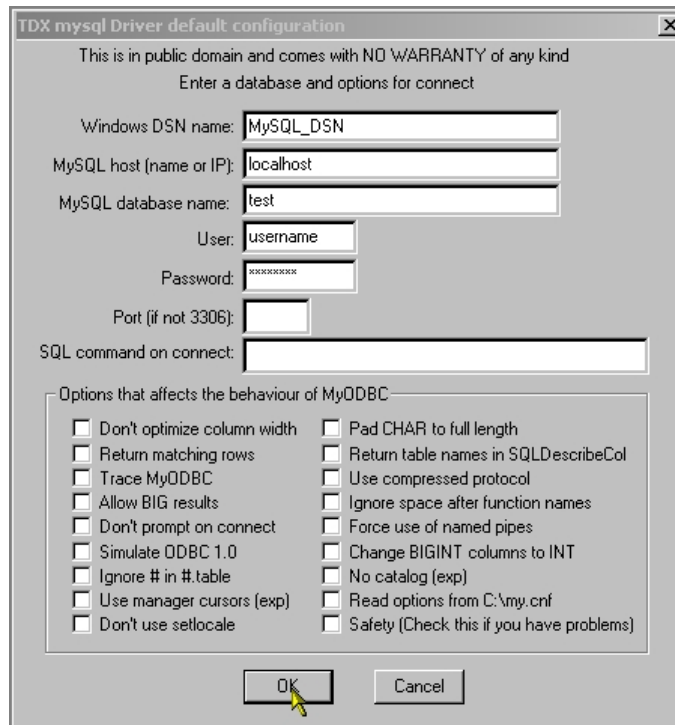 TDX mysql Driver default configuration
This is in public domain and comes with NO WARRANTY of any kind
Enter a database and options for connect
Windows DSN name: MySQL_DSN
MySQL host (name or IP): localhost
MySQL database name: test
User: username
Password: ********
Port (if not 3306):
SQL command on connect:
Options that affects the behaviour of MyODBC
Don't optimize column width Pad CHAR to full length
Return matching rows Return table names in SQLDescribeCol
Trace MyODBC Use compressed protocol
Allow BIG results Ignore space after function names
Don't prompt on connect Force use of named pipes
Simulate ODBC 1.0 Change BIGINT columns to INT
Ignore # in #.table No catalog (exp)
Use manager cursors (exp) Read options from C:\my.cnf
Don't use setlocale Safety (Check this if you have problems)
OK Cancel